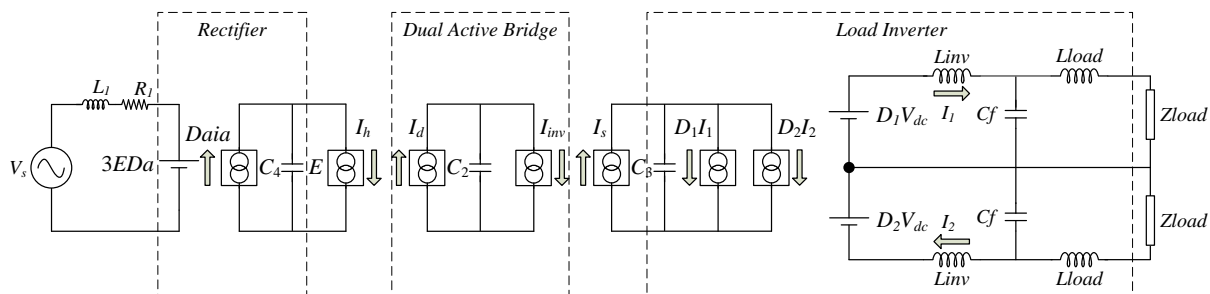 Rectifier
Dual Active Bridge
Load Inverter
Linv
Lload
L1
R1
I1
D1Vdc
Cf
Zload
Daia
Ih
Id
Iinv
Is
D1I1
D2I2
Vs
3EDa
C4
E
C2
C3
D2Vdc
I2
Cf
Zload
Linv
Lload